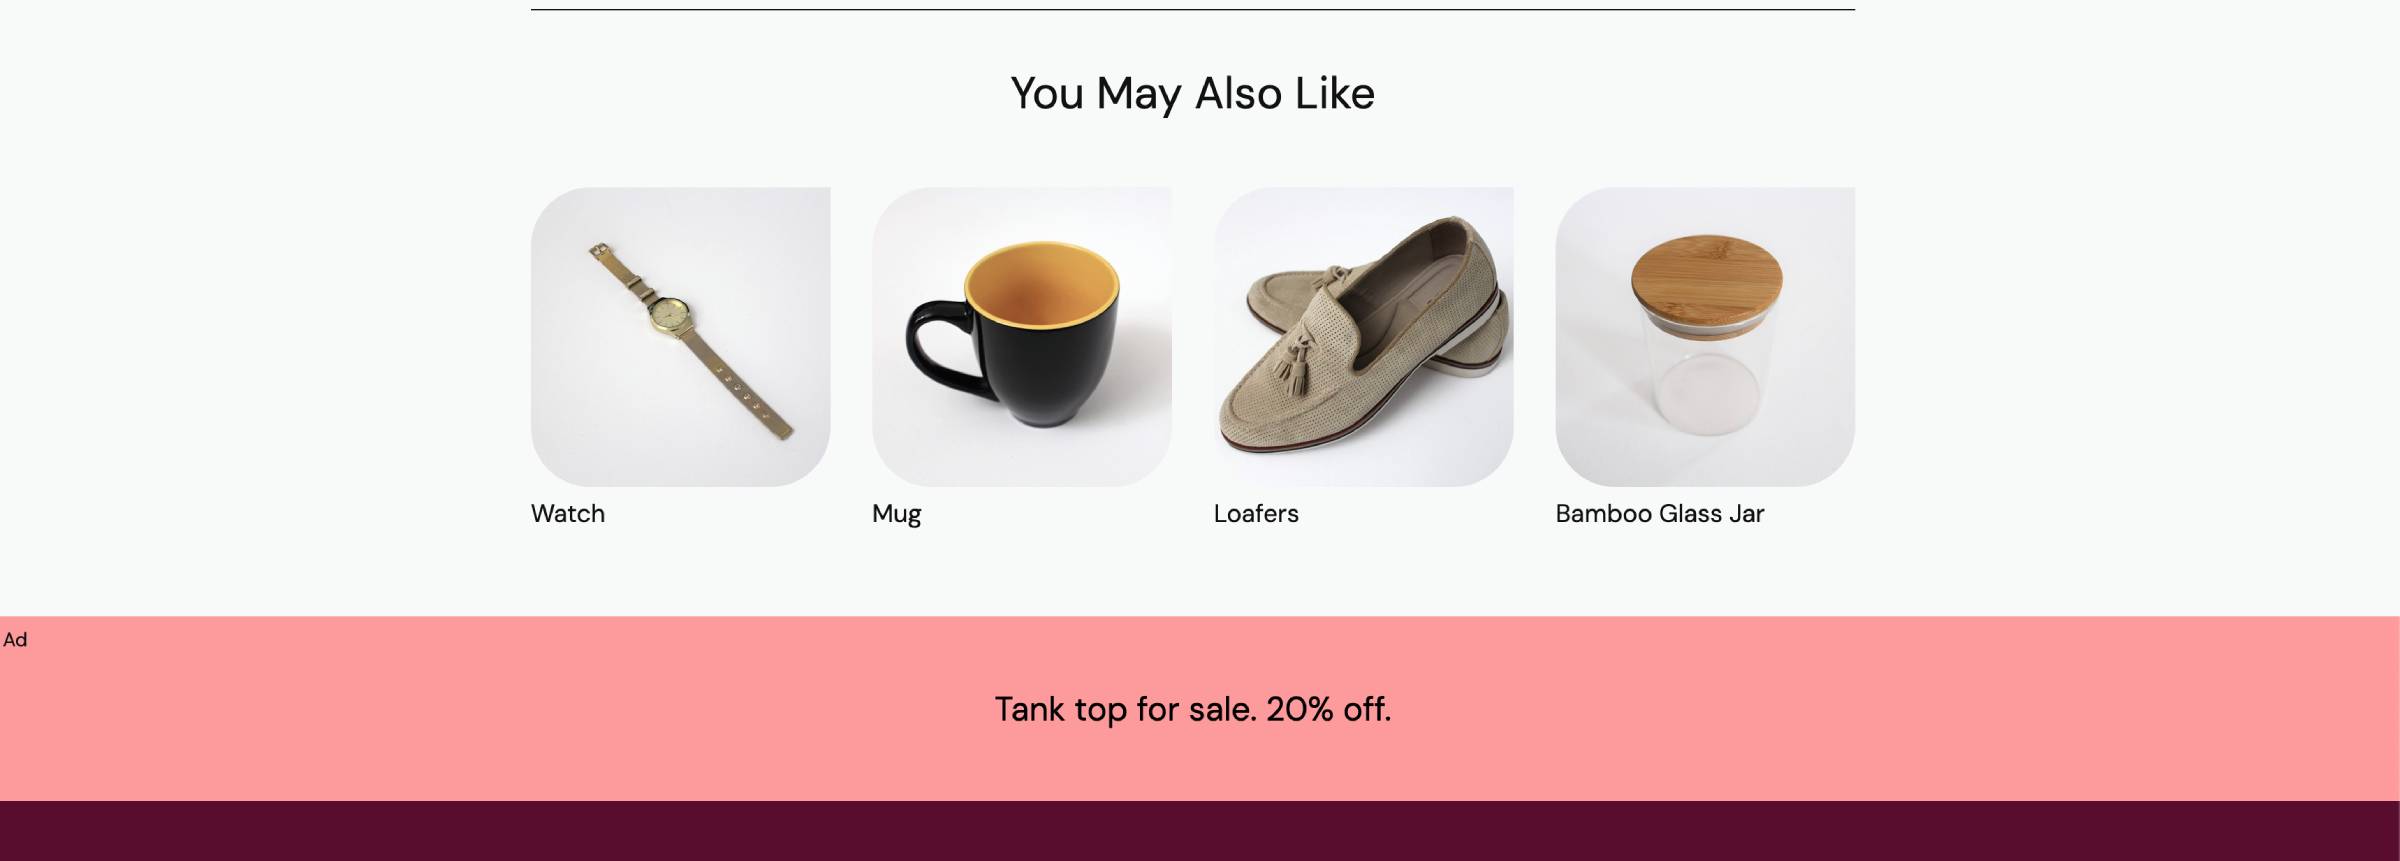 You May Also Like
Watch
Mug
Loafers
Bamboo Glass Jar
Ad
Tank top for sale. 20% off.